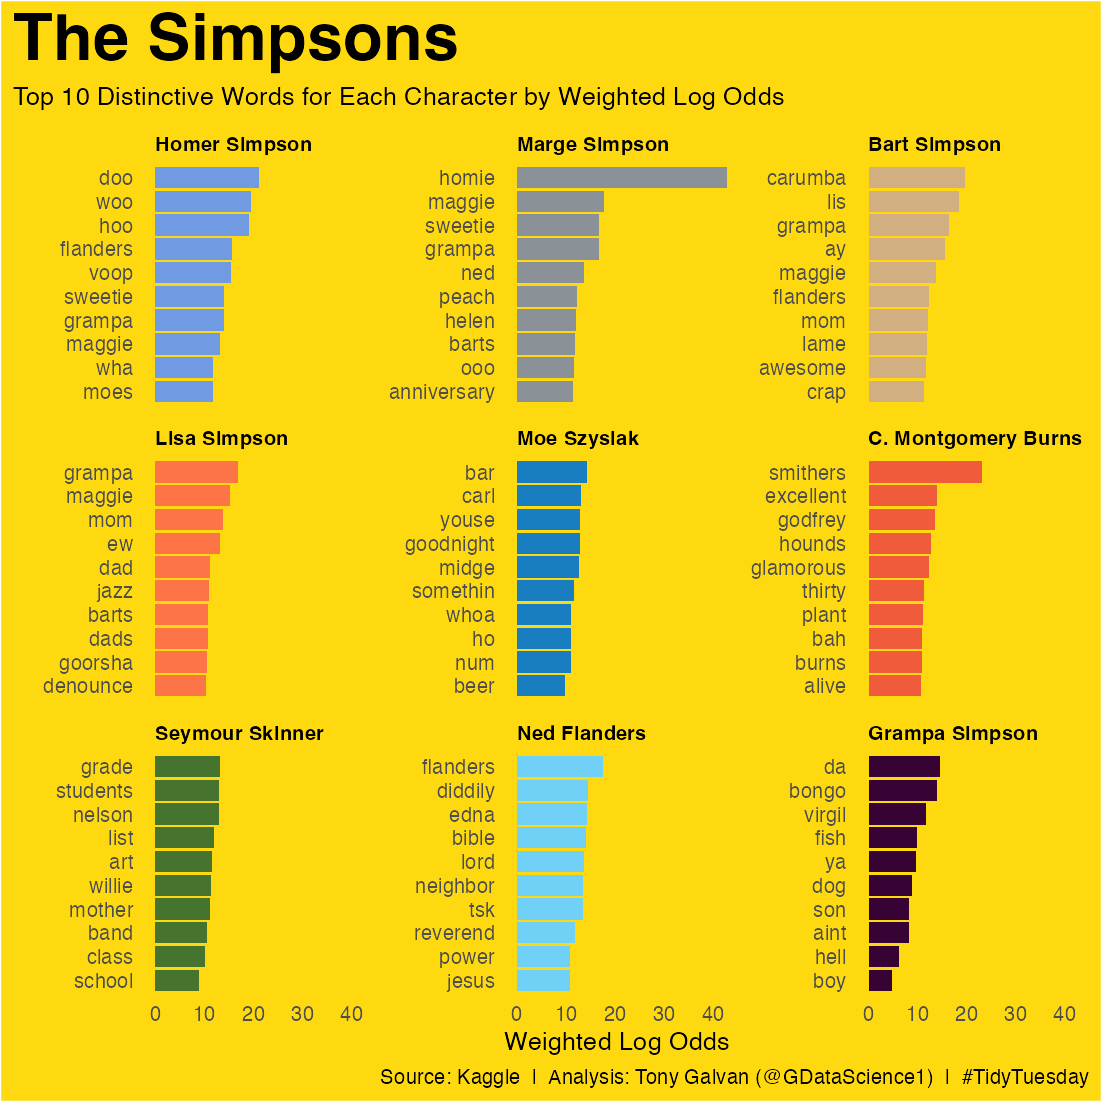 The Simpsons
Top 10 Distinctive Words for Each Character by Weighted Log Odds
Homer Simpson
doo
woo
hoo
flanders
voop
sweetie
grampa
maggie
wha
moes
Marge Simpson
homie
maggie
sweetie
grampa
ned
peach
helen
barts
ooo
anniversary
Bart Simpson
carumba
lis
grampa
ay
maggie
flanders
mom
lame
awesome
crap
Lisa Simpson
grampa
maggie
mom
ew
dad
jazz
barts
dads
goorsha
denounce
Moe Szyslak
bar
carl
youse
goodnight
midge
somethin
whoa
ho
num
beer
C. Montgomery Burns
smithers
excellent
godfrey
hounds
glamorous
thirty
plant
bah
burns
alive
Seymour Skinner
grade
students
nelson
list
art
willie
mother
band
class
school
0 10 20 30 40
Ned Flanders
flanders
diddily
edna
bible
lord
neighbor
tsk
reverend
power
jesus
0 10 20 30 40
Grampa Simpson
da
bongo
virgil
fish
ya
dog
son
aint
hell
boy
0 10 20 30 40
Weighted Log Odds
Source: Kaggle | Analysis: Tony Galvan (@GDataScience1) | #TidyTuesday